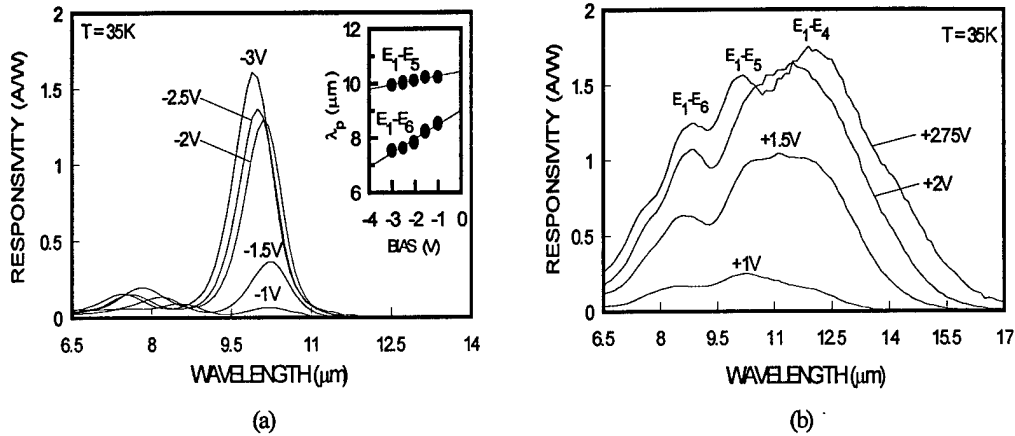 T=35K
RESPONSIVITY (A/W)
2
1.5
1
0.5
0
6.5 8 9.5 11 12.5 14
WAVELENGTH (μm)
-3V
-2.5V
-2V
-1.5V
-1V
λp (μm)
12
10
8
6
E1-E5
E1-E6
-4 -3 -2 -1 0
BIAS (V)
(a)
T=35K
RESPONSIVITY (A/W)
2
1.5
1
0.5
0
6.5 8 9.5 11 12.5 14 15.5 17
WAVELENGTH (μm)
E1-E6
E1-E5
E1-E4
+2.75V
+2V
+1.5V
+1V
(b)